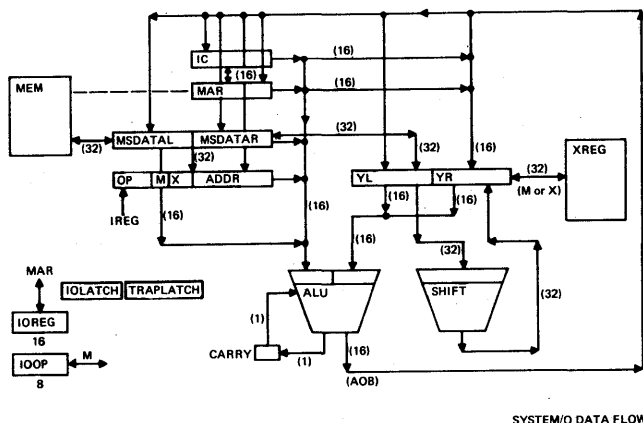 IC
(16)
(16)
MEM
MAR
(16)
(32)
MSDATAL
MSDATAR
(32)
(16)
(32)
XREG
OP
M
X
ADDR
YL
YR
(32)
(M or X)
IREG
(16)
(16)
(16)
(16)
(16)
(32)
MAR
IOLATCH
TRAPLATCH
ALU
SHIFT
(32)
IOREG
16
(1)
CARRY
(1)
(16)
IOOP
M
8
(AOB)
SYSTEM/Q DATA FLOW